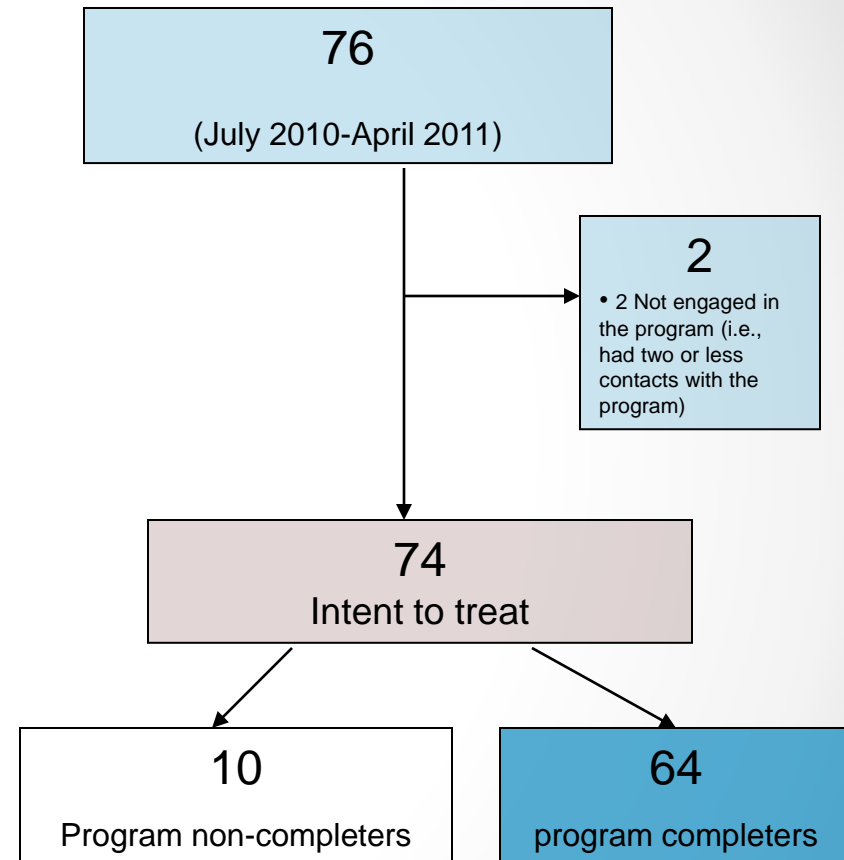 76
(July 2010-April 2011)
2
• 2 Not engaged in
the program (i.e.,
had two or less
contacts with the
program)
74
Intent to treat
10
Program non-completers
64
program completers